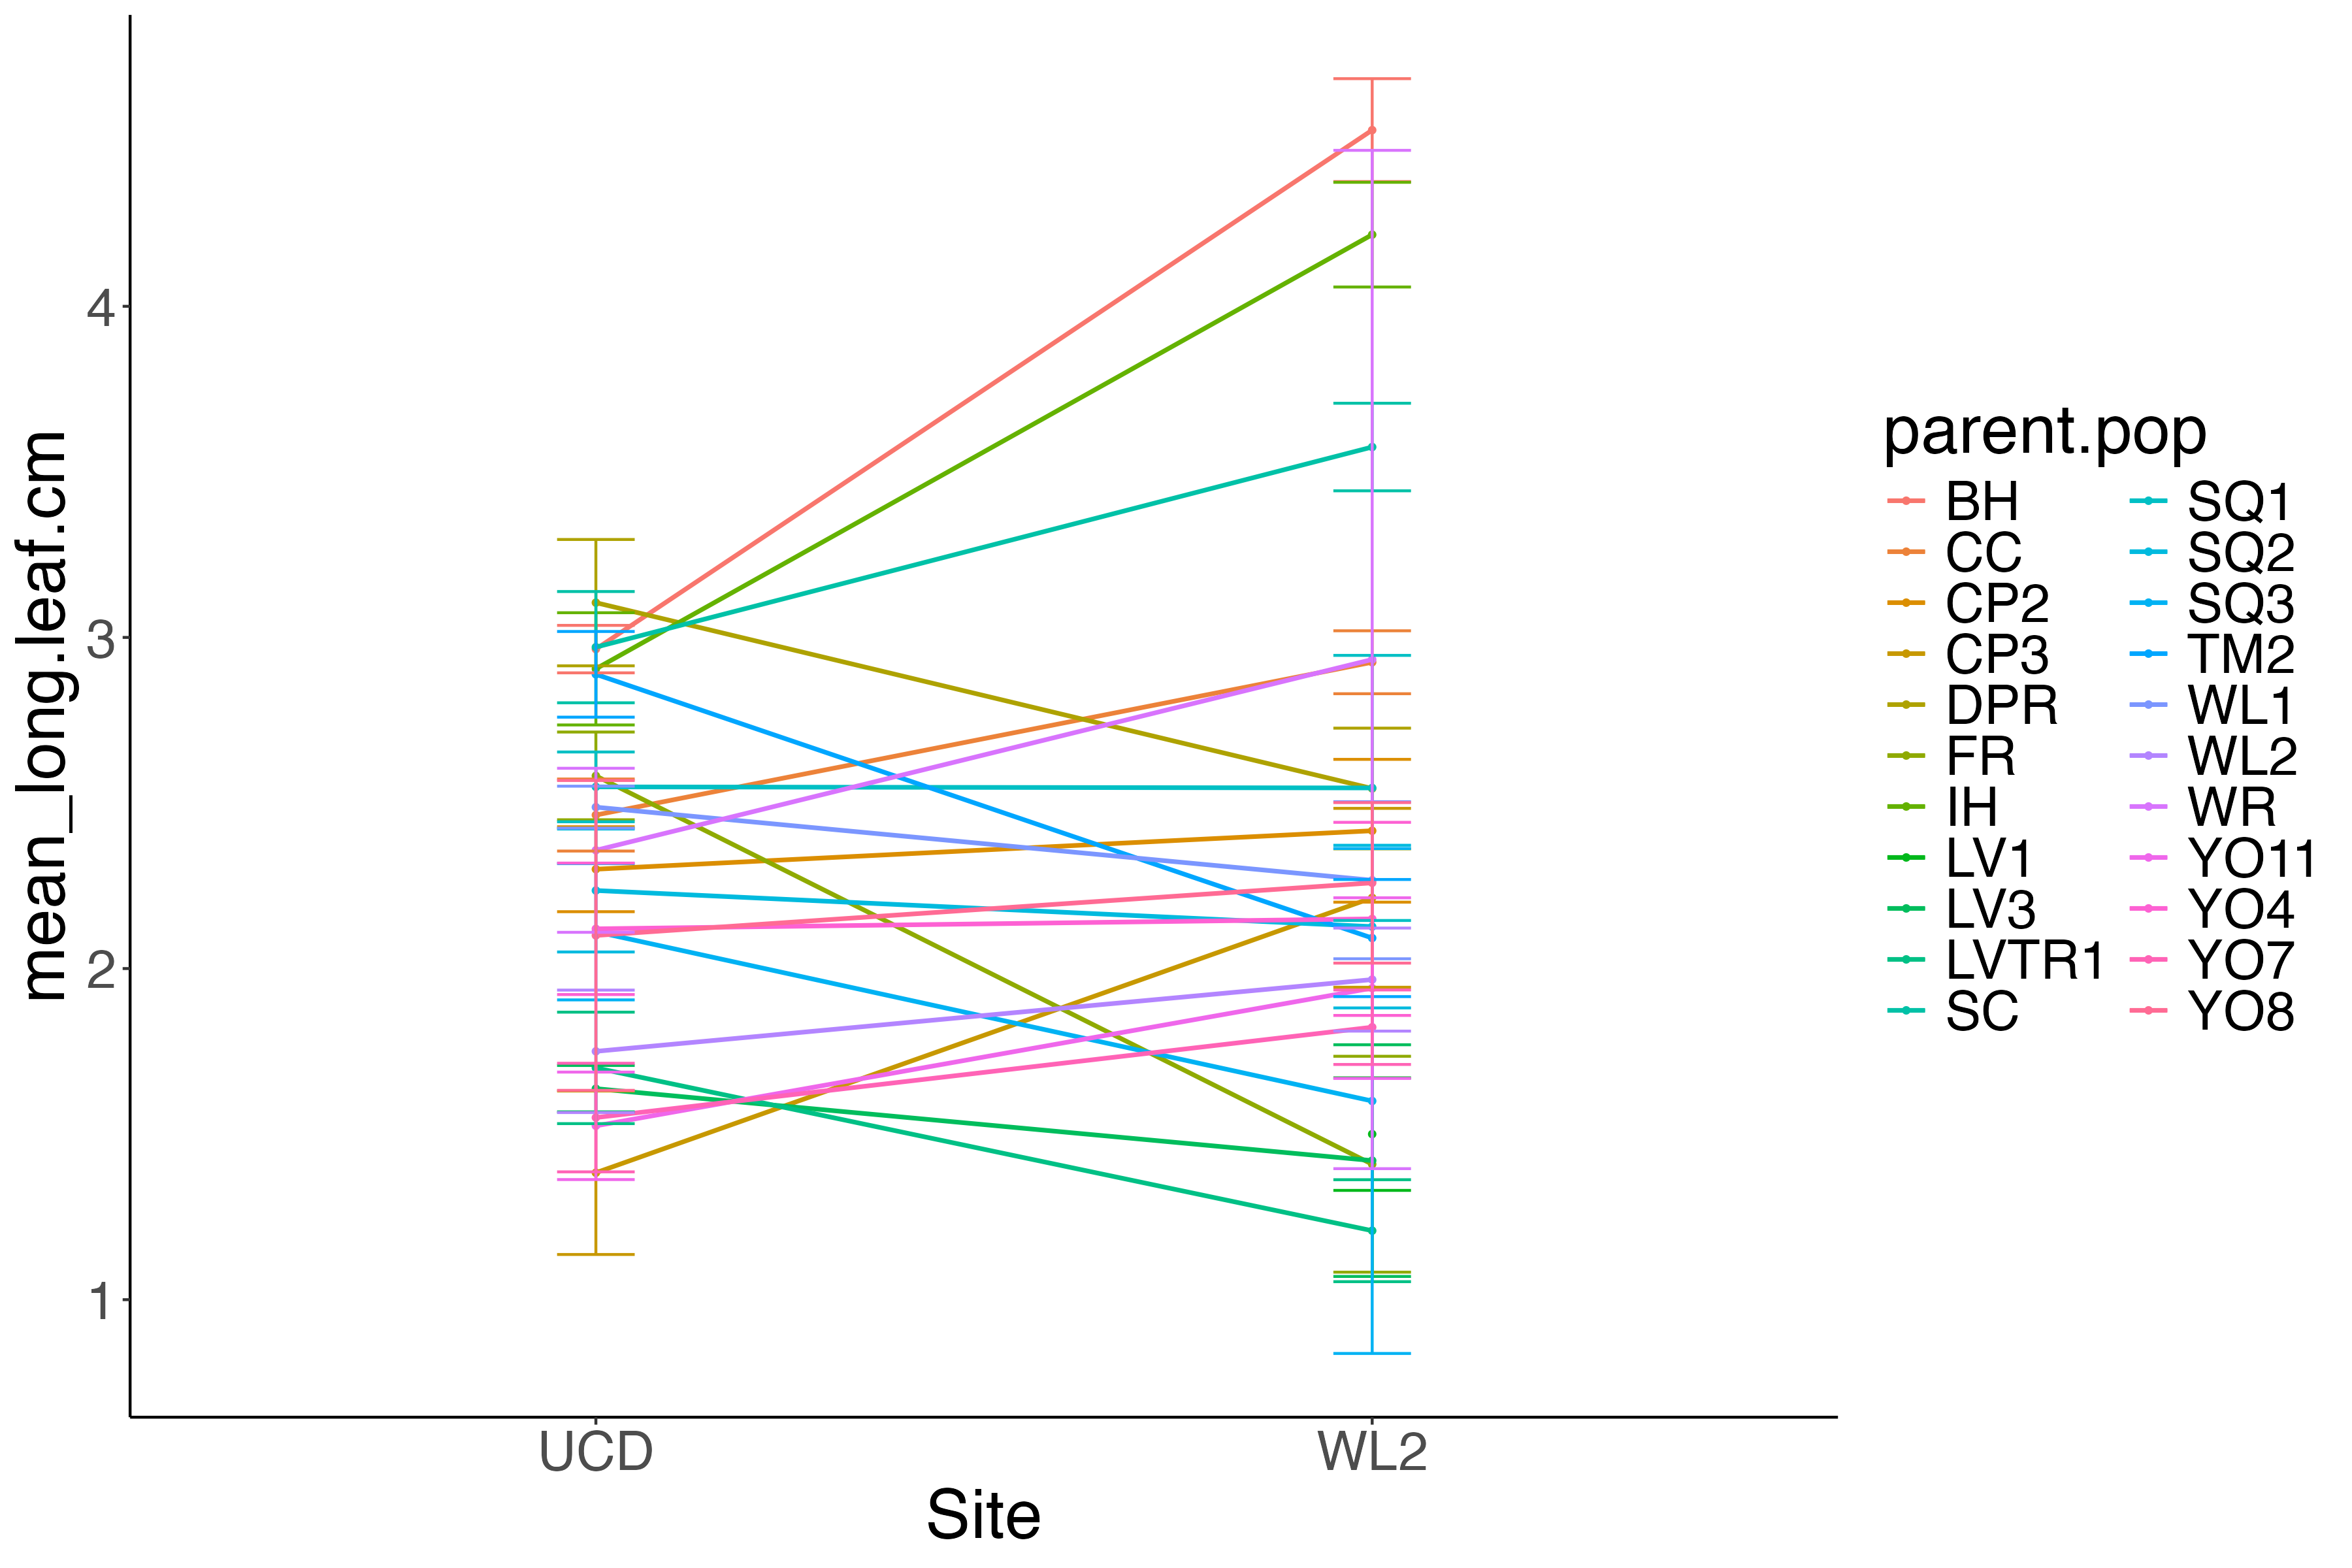 mean_long.leaf.cm
4
3
2
1
UCD
WL2
Site
parent.pop
BH
CC
CP2
CP3
DPR
FR
IH
LV1
LV3
LVTR1
SC
SQ1
SQ2
SQ3
TM2
WL1
WL2
WR
YO11
YO4
YO7
YO8